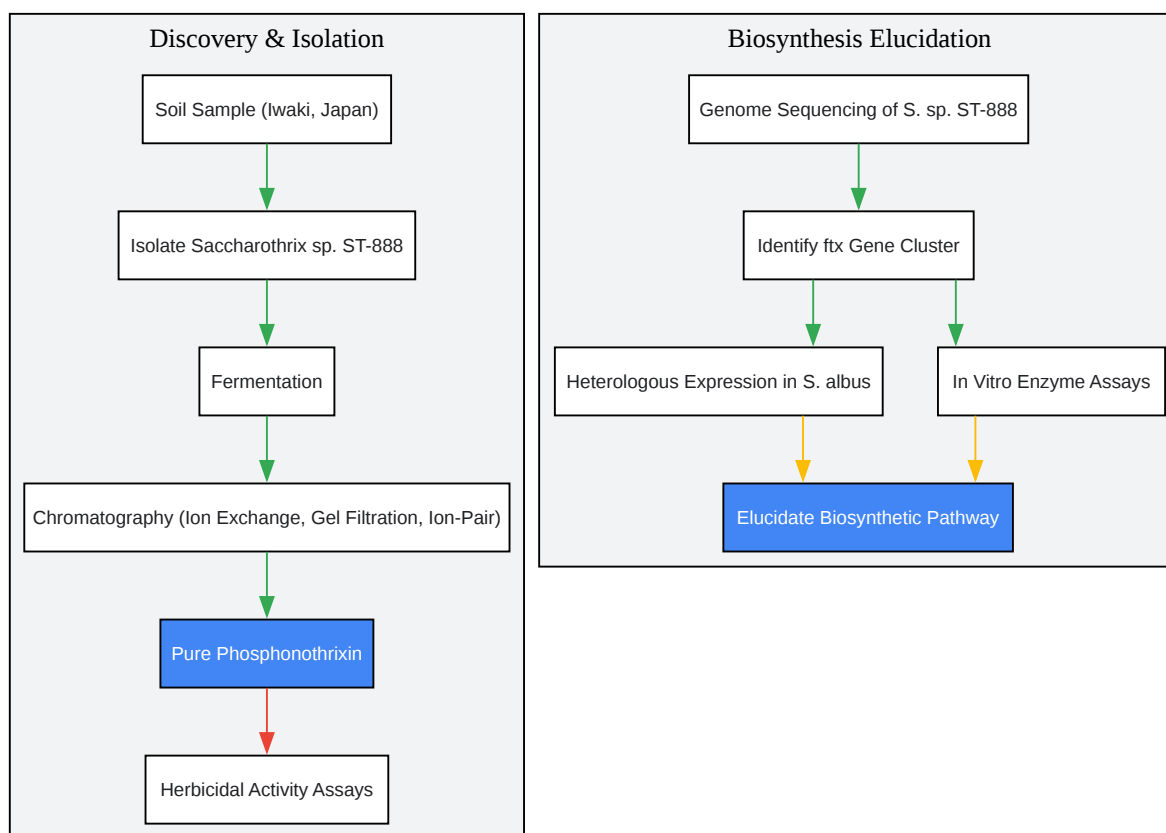 Discovery & Isolation
Soil Sample (Iwaki, Japan)
Isolate Saccharothrix sp. ST-888
Fermentation
Chromatography (Ion Exchange, Gel Filtration, Ion-Pair)
Pure Phosphonothrixin
Herbicidal Activity Assays
Biosynthesis Elucidation
Genome Sequencing of S. sp. ST-888
Identify ftx Gene Cluster
Heterologous Expression in S. albus
In Vitro Enzyme Assays
Elucidate Biosynthetic Pathway